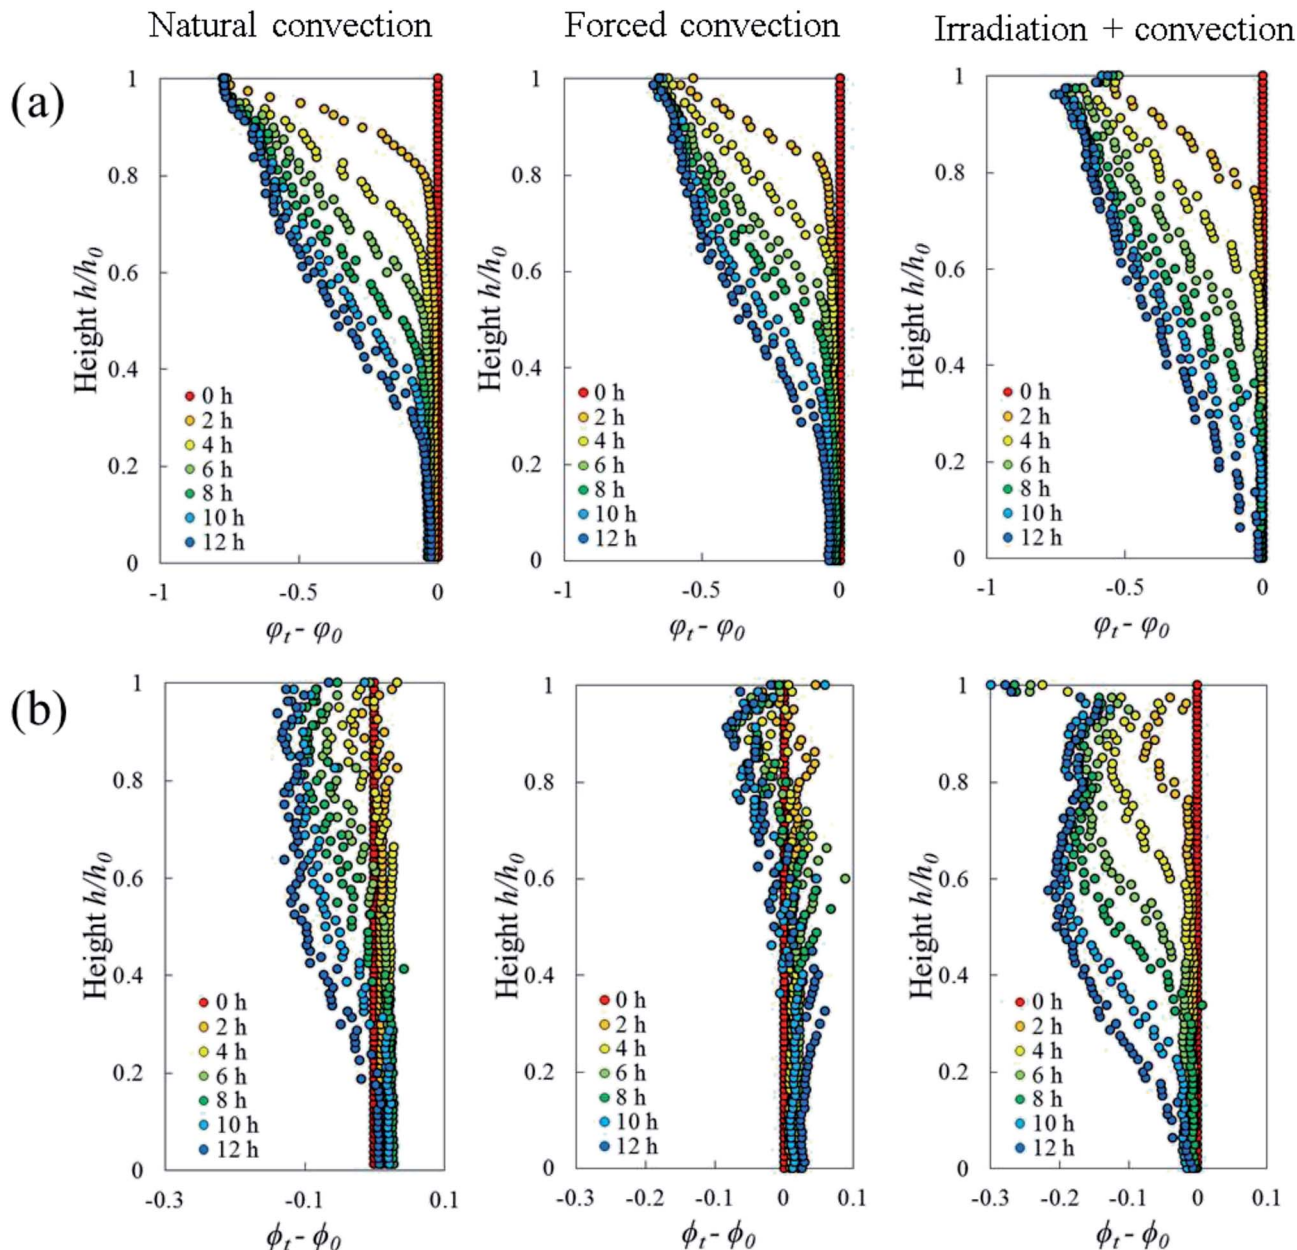 Natural convection Forced convection Irradiation + convection
(a)
1 1 1
0.8 0.8 0.8
0.6 0.6 0.6
0.4 0.4 0.4
0.2 0.2 0.2
0 0 0
Height h/h0 Height h/h0 Height h/h0
0 h 0 h 0 h
2 h 2 h 2 h
4 h 4 h 4 h
6 h 6 h 6 h
8 h 8 h 8 h
10 h 10 h 10 h
12 h 12 h 12 h
-1 -0.5 0 -1 -0.5 0 -1 -0.5 0
φt - φ0 φt - φ0 φt - φ0
(b)
1 1 1
0.8 0.8 0.8
0.6 0.6 0.6
0.4 0.4 0.4
0.2 0.2 0.2
0 0 0
Height h/h0 Height h/h0 Height h/h0
0 h 0 h 0 h
2 h 2 h 2 h
4 h 4 h 4 h
6 h 6 h 6 h
8 h 8 h 8 h
10 h 10 h 10 h
12 h 12 h 12 h
-0.3 -0.1 0.1 -0.3 -0.2 -0.1 0 0.1 -0.3 -0.2 -0.1 0 0.1
ϕt - ϕ0 ϕt - ϕ0 ϕt - ϕ0